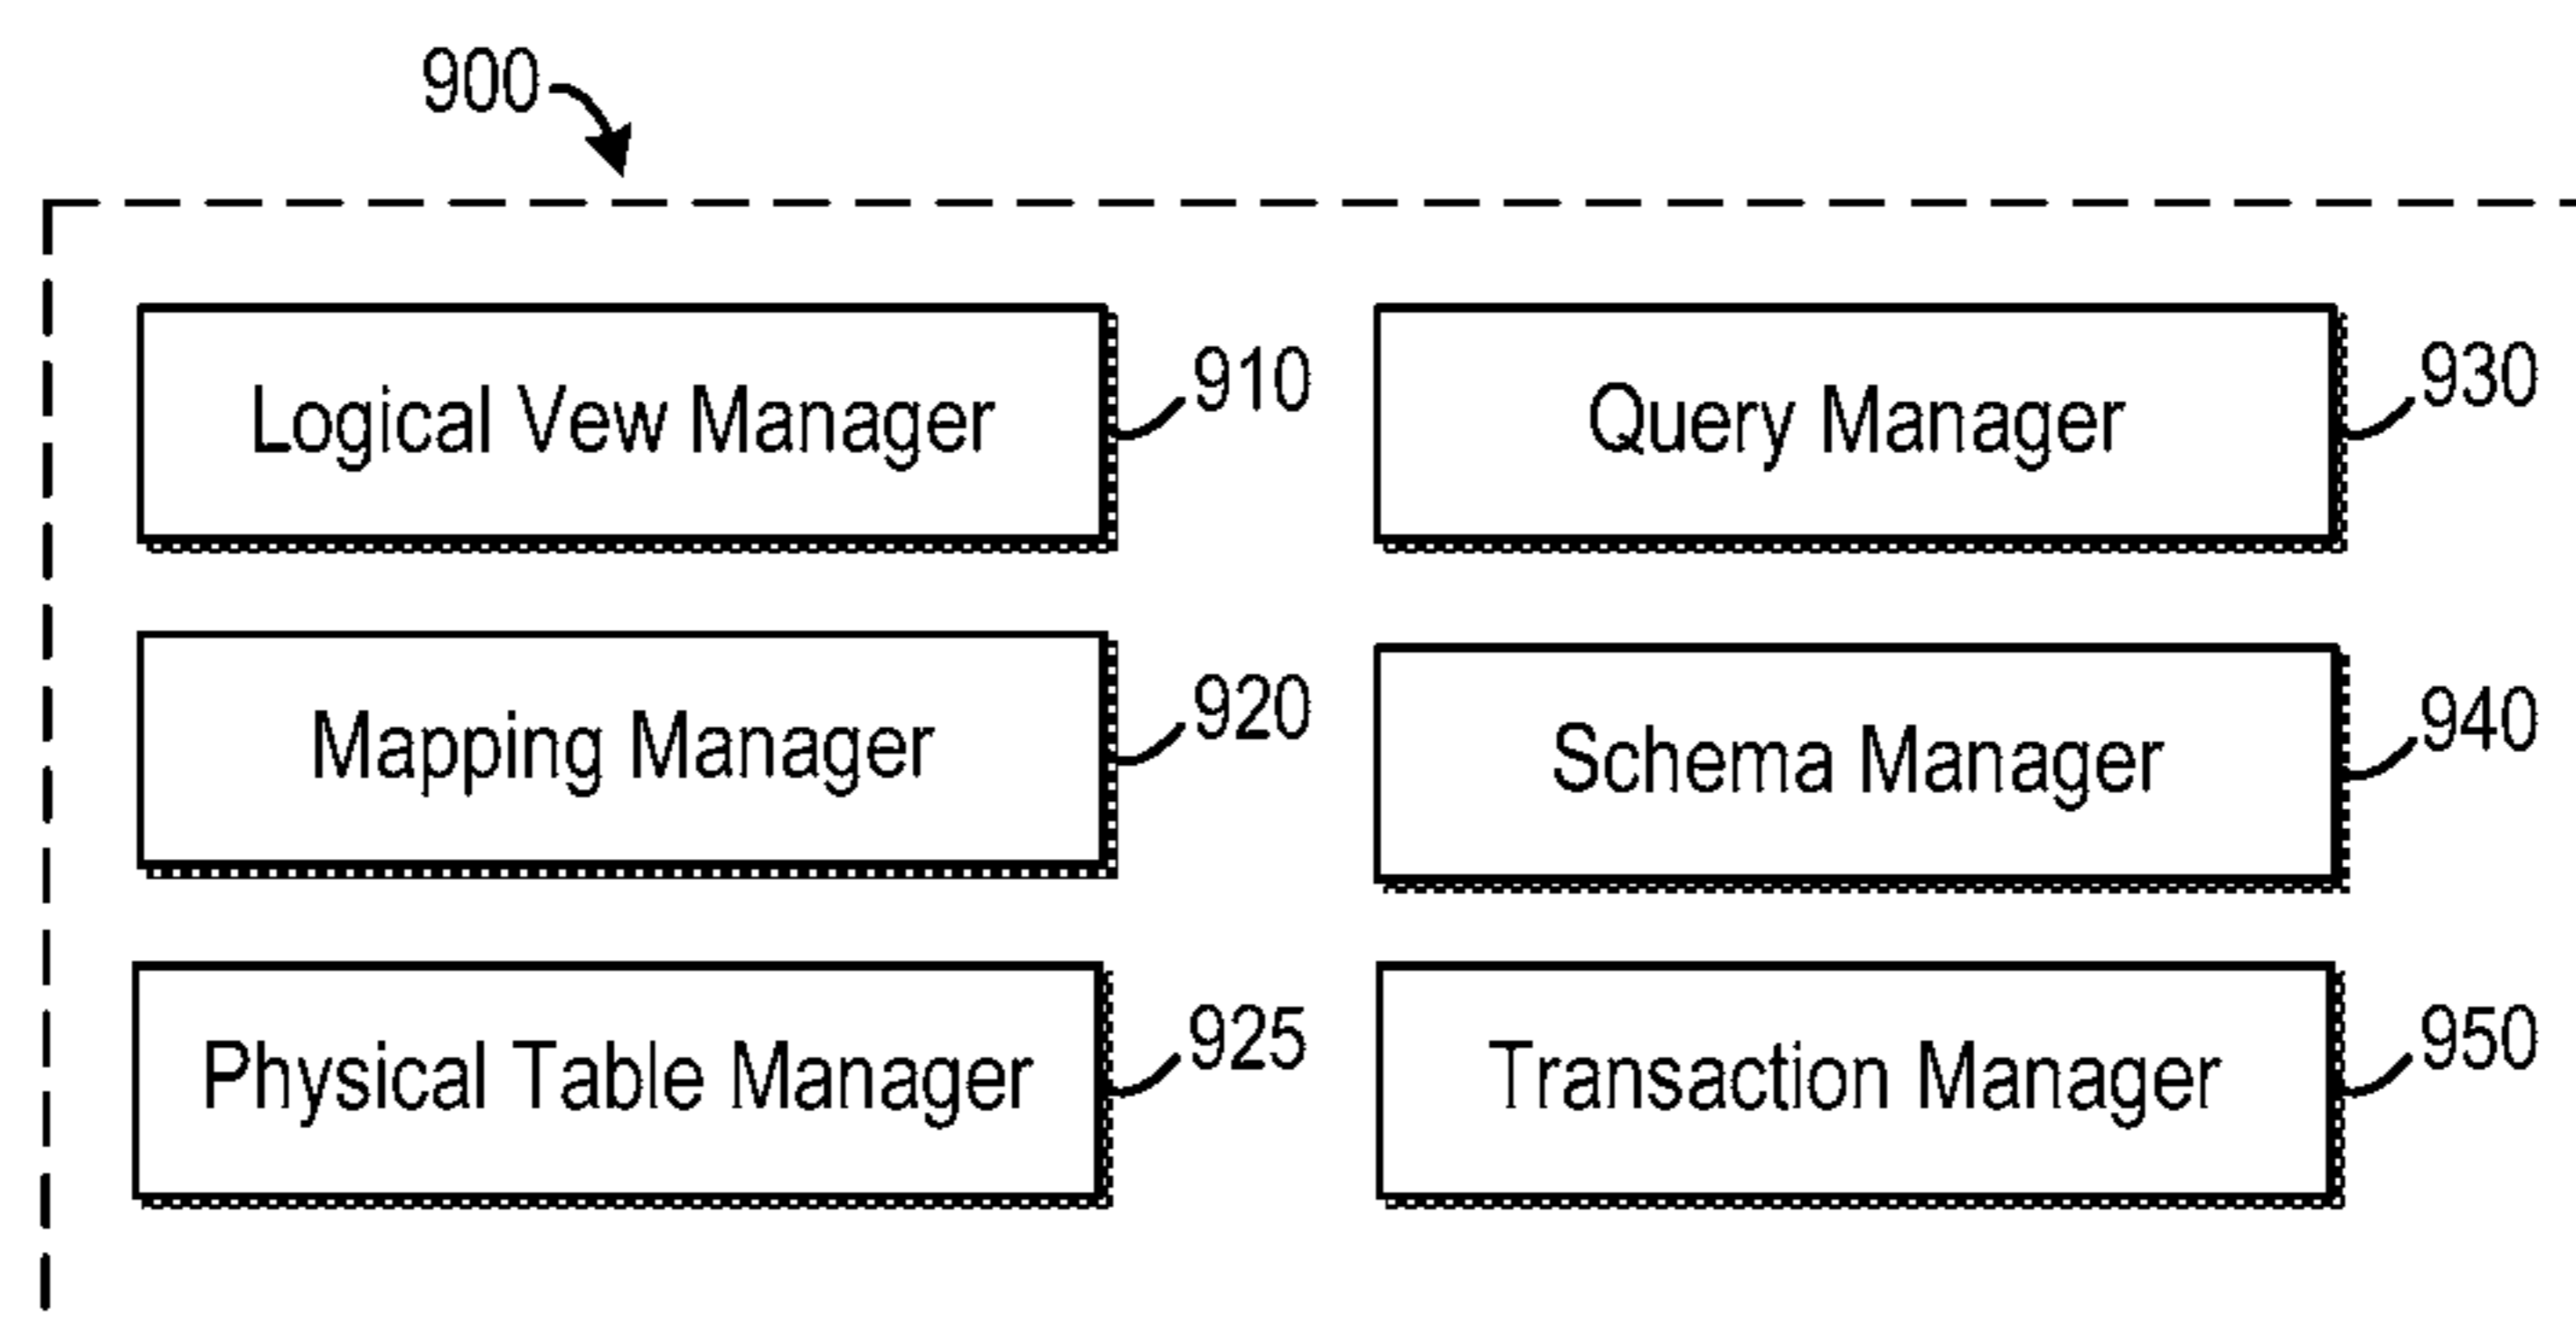 900
Logical Vew Manager
910
Query Manager
930
Mapping Manager
920
Schema Manager
940
Physical Table Manager
925
Transaction Manager
950